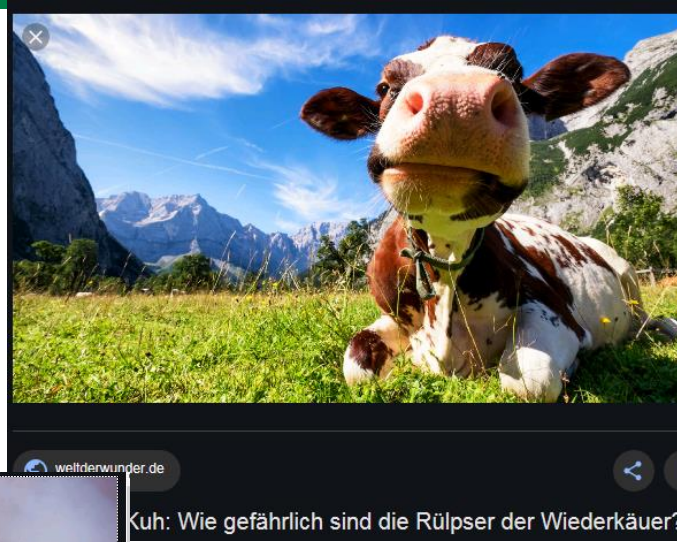 weltderwunder.de
Kuh: Wie gefährlich sind die Rülpser der Wiederkäuer?